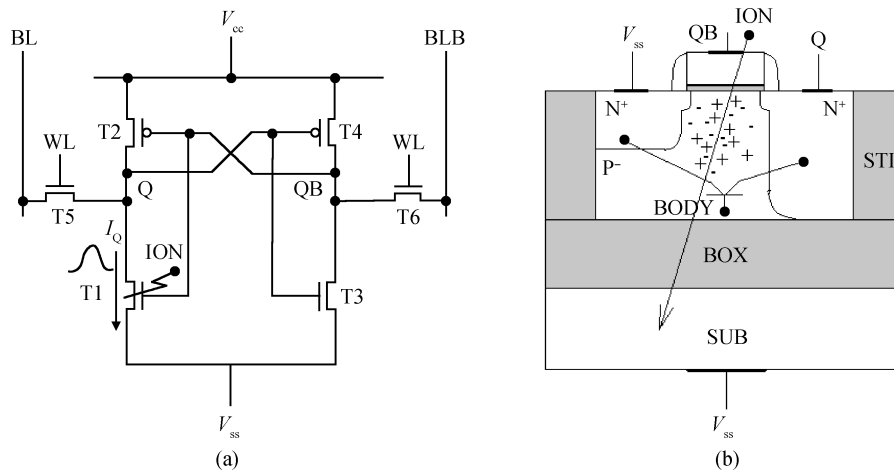 V_cc
BL
BLB
T2
T4
WL
WL
Q
QB
T5
T6
I_Q
ION
T1
T3
V_ss
(a)
ION
QB
V_ss
Q
N⁺
N⁺
+ + - + + - + - + + - + + - + -
P⁻
STI
BODY
BOX
SUB
V_ss
(b)